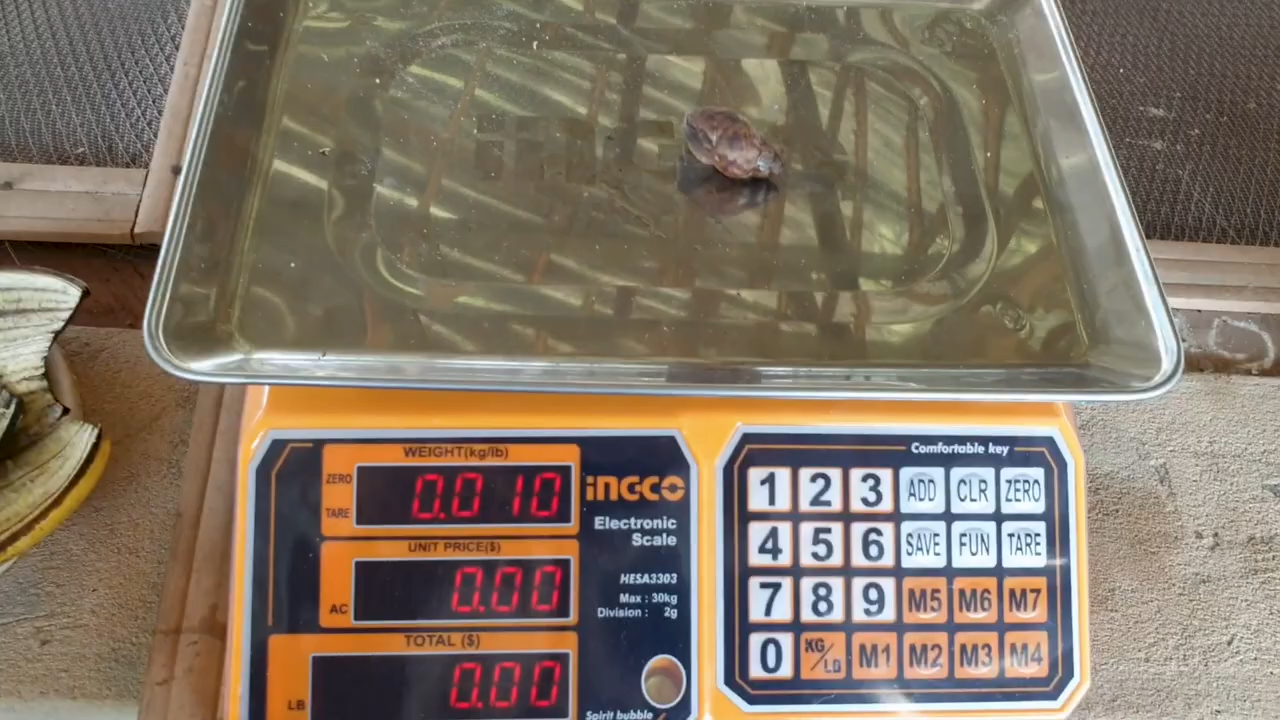 WEIGHT(kg/lb)
ZERO
TARE
0.010
INGCO
Electronic
Scale
UNIT PRICE($)
AC
0.00
HESA3303
Max : 30kg
Division : 2g
TOTAL ($)
LB
0.00
Spirit bubble
Comfortable key
1 2 3 ADD CLR ZERO
4 5 6 SAVE FUN TARE
7 8 9 M5 M6 M7
0 KG/LB M1 M2 M3 M4